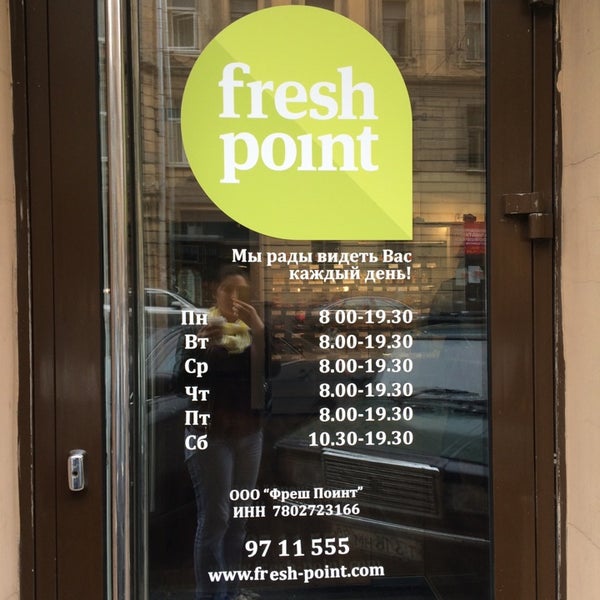 fresh
point
Мы рады видеть Вас
каждый день!
Пн 8 00-19.30
Вт 8.00-19.30
Ср 8.00-19.30
Чт 8.00-19.30
Пт 8.00-19.30
Сб 10.30-19.30
ООО “Фреш Поинт”
ИНН 7802723166
97 11 555
www.fresh-point.com